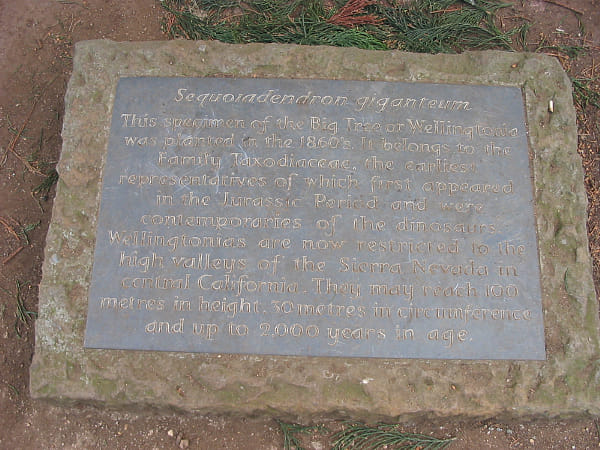 Sequoiadendron giganteum
This specimen of the Big Tree or Wellingtonia
was planted in the 1860's. It belongs to the
Family Taxodiaceae, the earliest
representatives of which first appeared
in the Jurassic Period and were
contemporaries of the dinosaurs.
Wellingtonias are now restricted to the
high valleys of the Sierra Nevada in
central California. They may reach 100
metres in height, 30 metres in circumference
and up to 2,000 years in age.